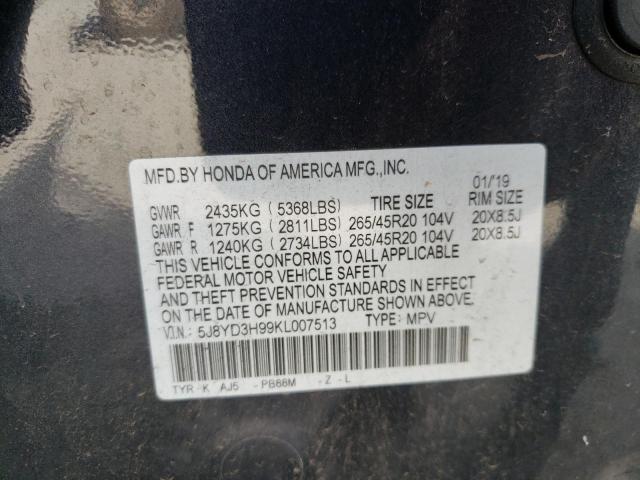 MFD.BY HONDA OF AMERICA MFG.,INC.
01/'19
TIRE SIZE RIM SIZE
GVWR 2435KG ( 5368LBS)
GAWR F 1275KG ( 2811LBS) 265/45R20 104V 20X8.5J
GAWR R 1240KG ( 2734LBS) 265/45R20 104V 20X8.5J
THIS VEHICLE CONFORMS TO ALL APPLICABLE
FEDERAL MOTOR VEHICLE SAFETY
AND THEFT PREVENTION STANDARDS IN EFFECT
ON THE DATE OF MANUFACTURE SHOWN ABOVE.
V.I.N.: 5J8YD3H99KL007513 TYPE: MPV
TYR -K AJ5 - PB88M - Z - L